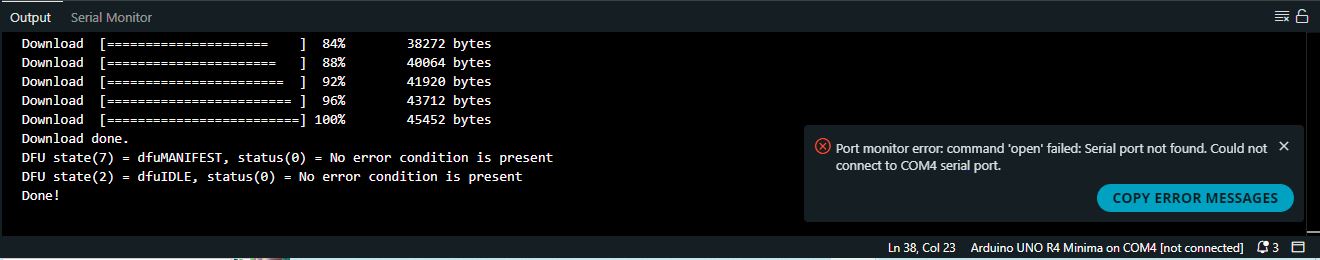 Output Serial Monitor
Download  [=====================    ]  84%        38272 bytes
Download  [======================   ]  88%        40064 bytes
Download  [=======================  ]  92%        41920 bytes
Download  [======================== ]  96%        43712 bytes
Download  [=========================] 100%        45452 bytes
Download done.
DFU state(7) = dfuMANIFEST, status(0) = No error condition is present
DFU state(2) = dfuIDLE, status(0) = No error condition is present
Done!
Port monitor error: command 'open' failed: Serial port not found. Could not
connect to COM4 serial port.
COPY ERROR MESSAGES
Ln 38, Col 23 Arduino UNO R4 Minima on COM4 [not connected] 3